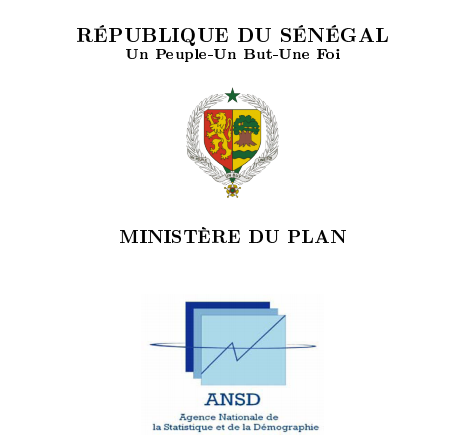 RÉPUBLIQUE DU SÉNÉGAL
Un Peuple-Un But-Une Foi
MINISTÈRE DU PLAN
ANSD
Agence Nationale de
la Statistique et de la Démographie